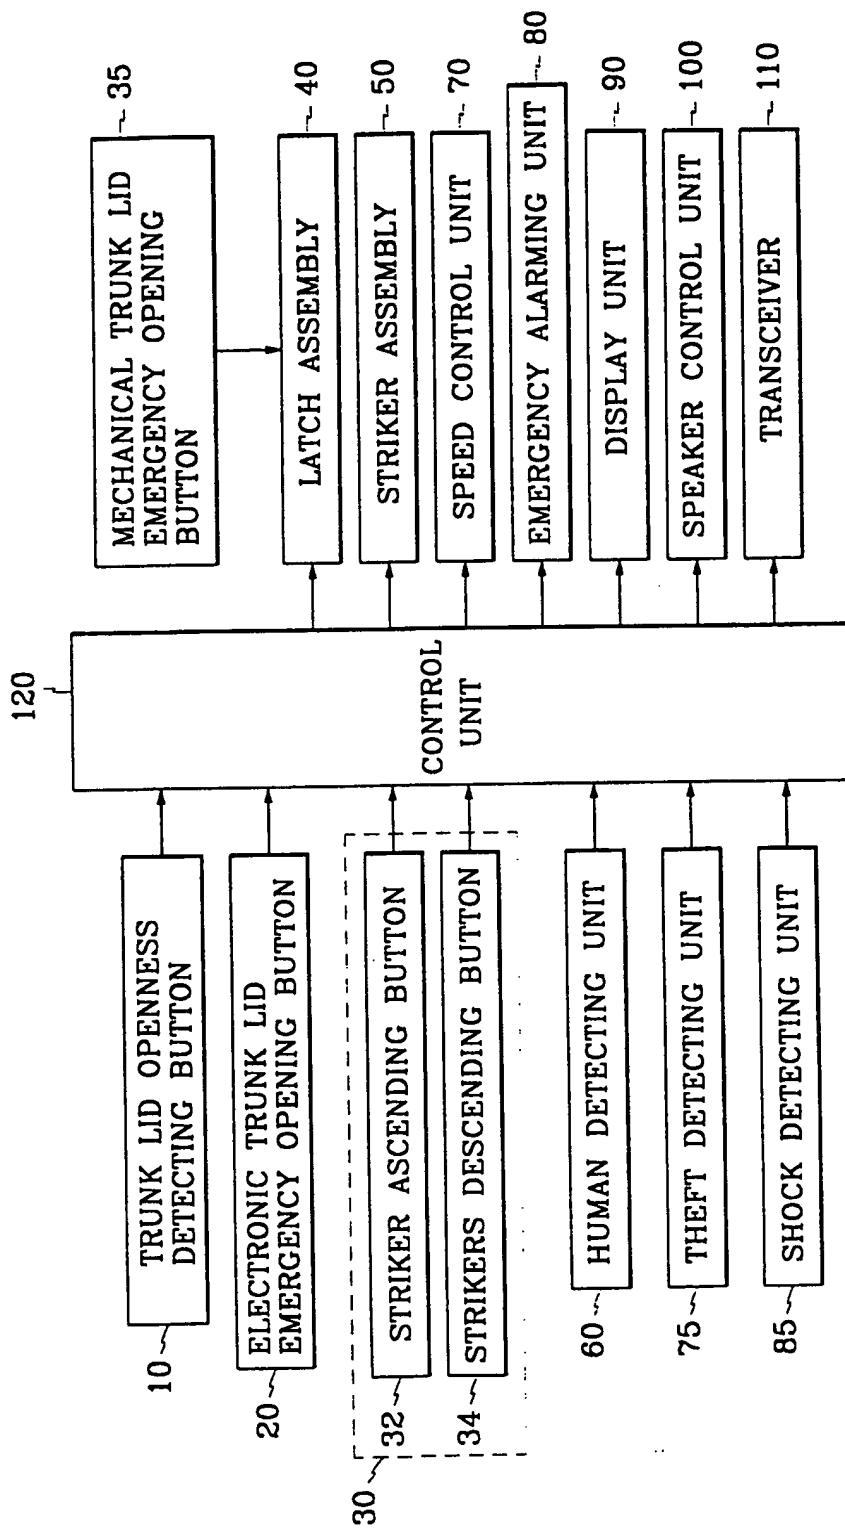 120
TRUNK LID OPENNESS
DETECTING BUTTON
10
ELECTRONIC TRUNK LID
EMERGENCY OPENING BUTTON
20
STRIKER ASCENDING BUTTON
32
STRIKERS DESCENDING BUTTON
34
30
HUMAN DETECTING UNIT
60
THEFT DETECTING UNIT
75
SHOCK DETECTING UNIT
85
CONTROL
UNIT
MECHANICAL TRUNK LID
EMERGENCY OPENING
BUTTON
35
LATCH ASSEMBLY
40
STRIKER ASSEMBLY
50
SPEED CONTROL UNIT
70
EMERGENCY ALARMING UNIT
80
DISPLAY UNIT
90
SPEAKER CONTROL UNIT
100
TRANSCEIVER
110